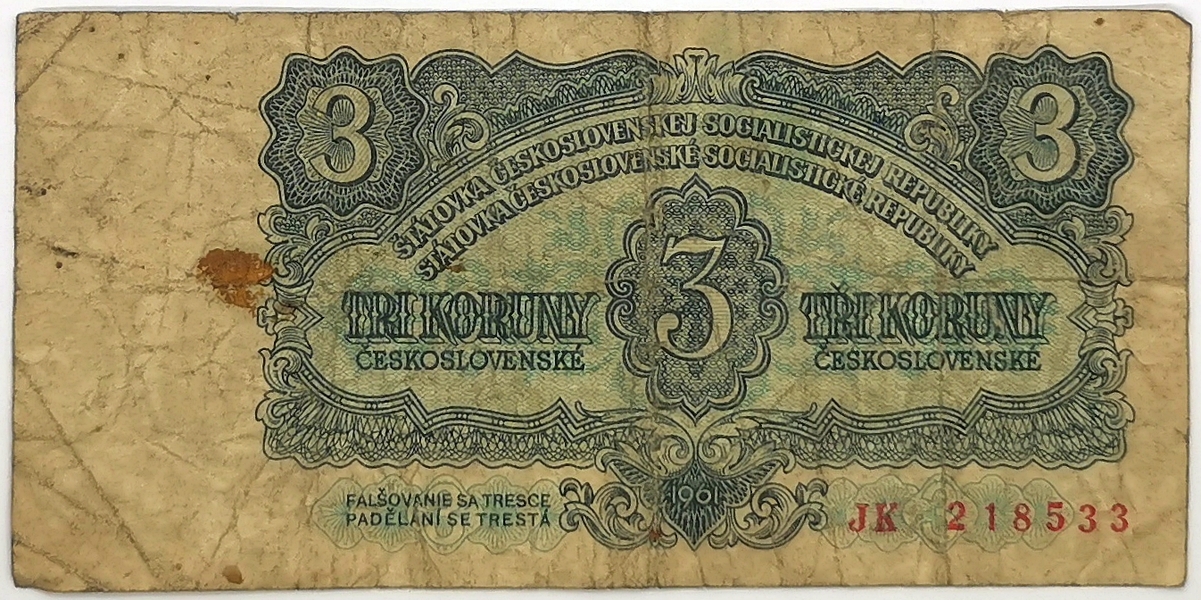 3 3
ŠTÁTOVKA ČESKOSLOVENSKEJ SOCIALISTICKEJ REPUBLIKY
STÁTOVKA ČESKOSLOVENSKÉ SOCIALISTICKÉ REPUBLIKY
3
TRI KORUNY TŘI KORUNY
ČESKOSLOVENSKÉ ČESKOSLOVENSKÉ
1961
FALŠOVANIE SA TRESCE
PADĚLÁNÍ SE TRESTÁ
JK 218533